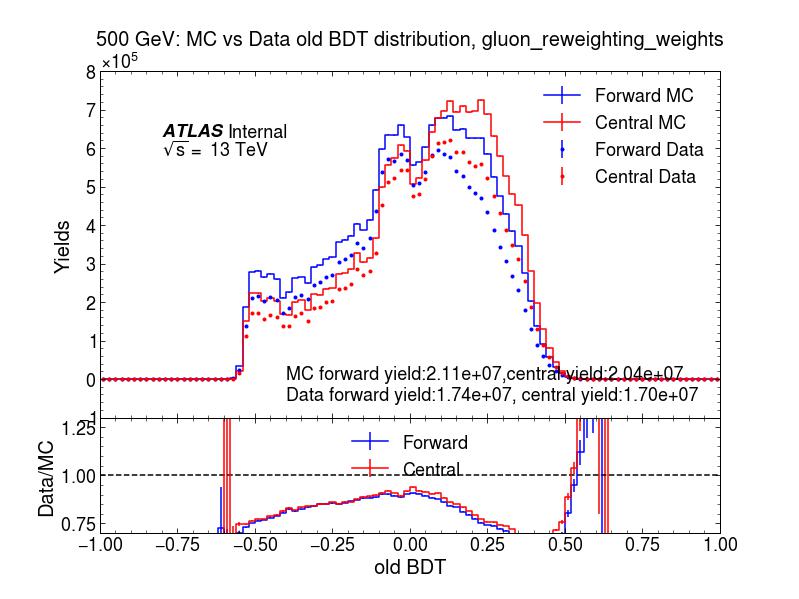 500 GeV: MC vs Data old BDT distribution, gluon_reweighting_weights
×10⁵
8
7
6
5
4
3
2
1
0
−1
Yields
ATLAS Internal
√s = 13 TeV
Forward MC
Central MC
Forward Data
Central Data
MC forward yield:2.11e+07,central yield:2.04e+07
Data forward yield:1.74e+07, central yield:1.70e+07
1.25
1.00
0.75
Data/MC
Forward
Central
−1.00 −0.75 −0.50 −0.25 0.00 0.25 0.50 0.75 1.00
old BDT